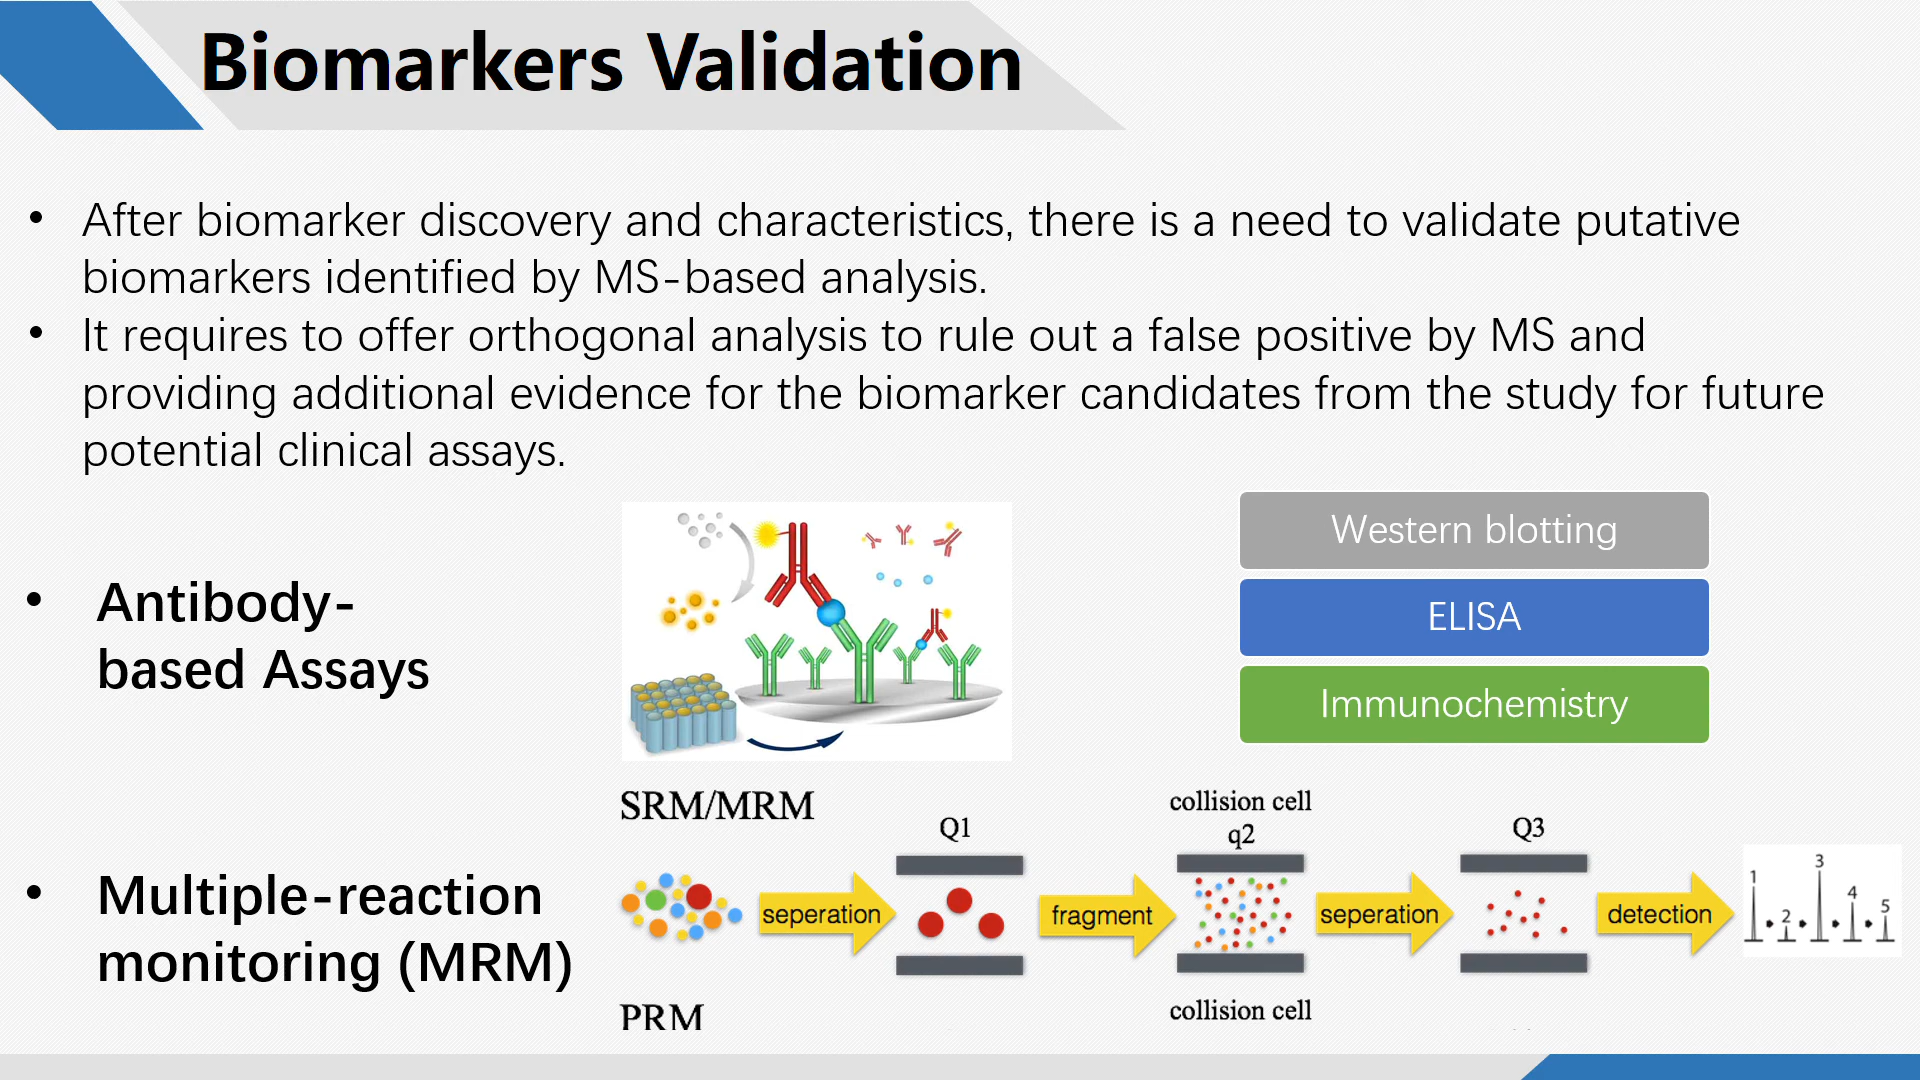 Biomarkers Validation
• After biomarker discovery and characteristics, there is a need to validate putative
biomarkers identified by MS-based analysis.
• It requires to offer orthogonal analysis to rule out a false positive by MS and
providing additional evidence for the biomarker candidates from the study for future
potential clinical assays.
• Antibody-
based Assays
Western blotting
ELISA
Immunochemistry
• Multiple-reaction
monitoring (MRM)
SRM/MRM
Q1
collision cell
q2
Q3
seperation
fragment
seperation
detection
1
2
3
4
5
PRM
collision cell